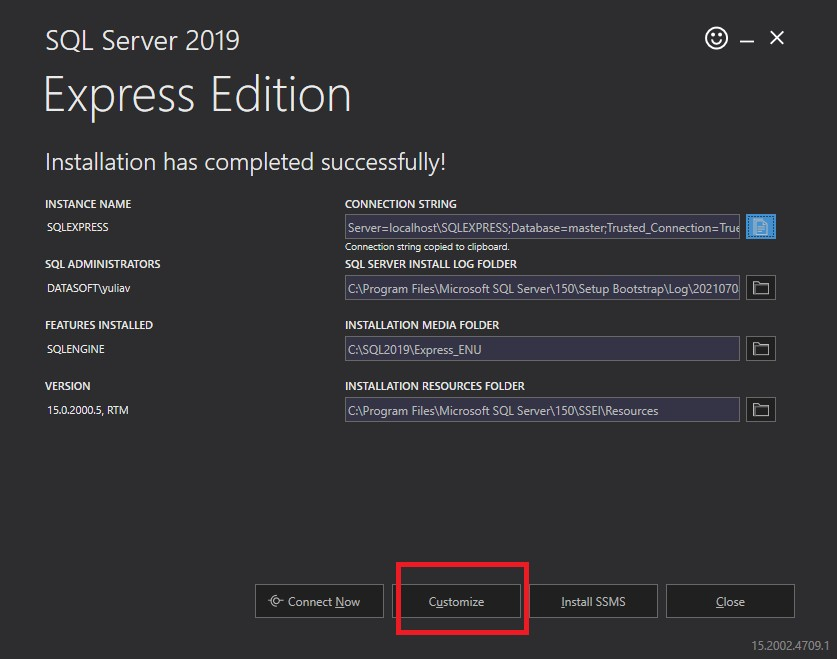 SQL Server 2019
Express Edition
Installation has completed successfully!
INSTANCE NAME
SQLEXPRESS
CONNECTION STRING
Server=localhost\SQLEXPRESS;Database=master;Trusted_Connection=True
Connection string copied to clipboard.
SQL ADMINISTRATORS
DATASOFT\yuliav
SQL SERVER INSTALL LOG FOLDER
C:\Program Files\Microsoft SQL Server\150\Setup Bootstrap\Log\2021070
FEATURES INSTALLED
SQLENGINE
INSTALLATION MEDIA FOLDER
C:\SQL2019\Express_ENU
VERSION
15.0.2000.5, RTM
INSTALLATION RESOURCES FOLDER
C:\Program Files\Microsoft SQL Server\150\SSEI\Resources
Connect Now
Customize
Install SSMS
Close
15.2002.4709.1